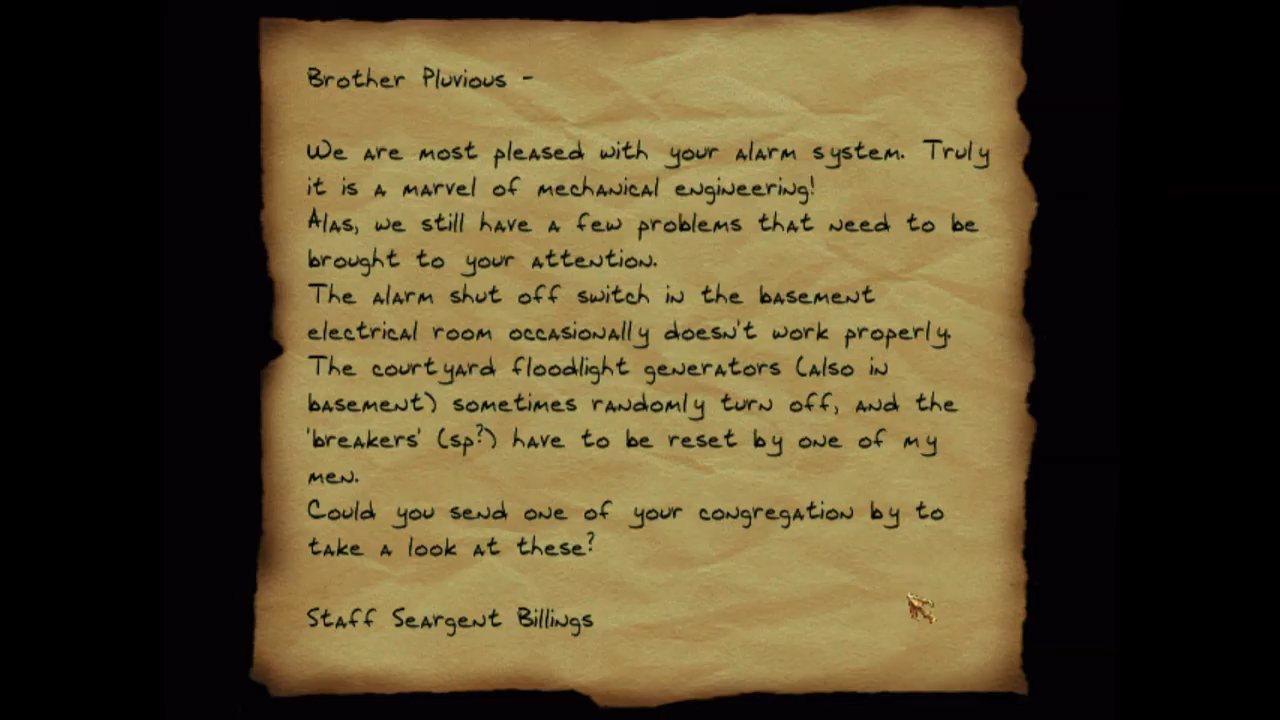 Brother Pluvious -
We are most pleased with your alarm system. Truly
it is a marvel of mechanical engineering!
Alas, we still have a few problems that need to be
brought to your attention.
The alarm shut off switch in the basement
electrical room occasionally doesn't work properly.
The courtyard floodlight generators (also in
basement) sometimes randomly turn off, and the
'breakers' (sp?) have to be reset by one of my
men.
Could you send one of your congregation by to
take a look at these?
Staff Seargent Billings